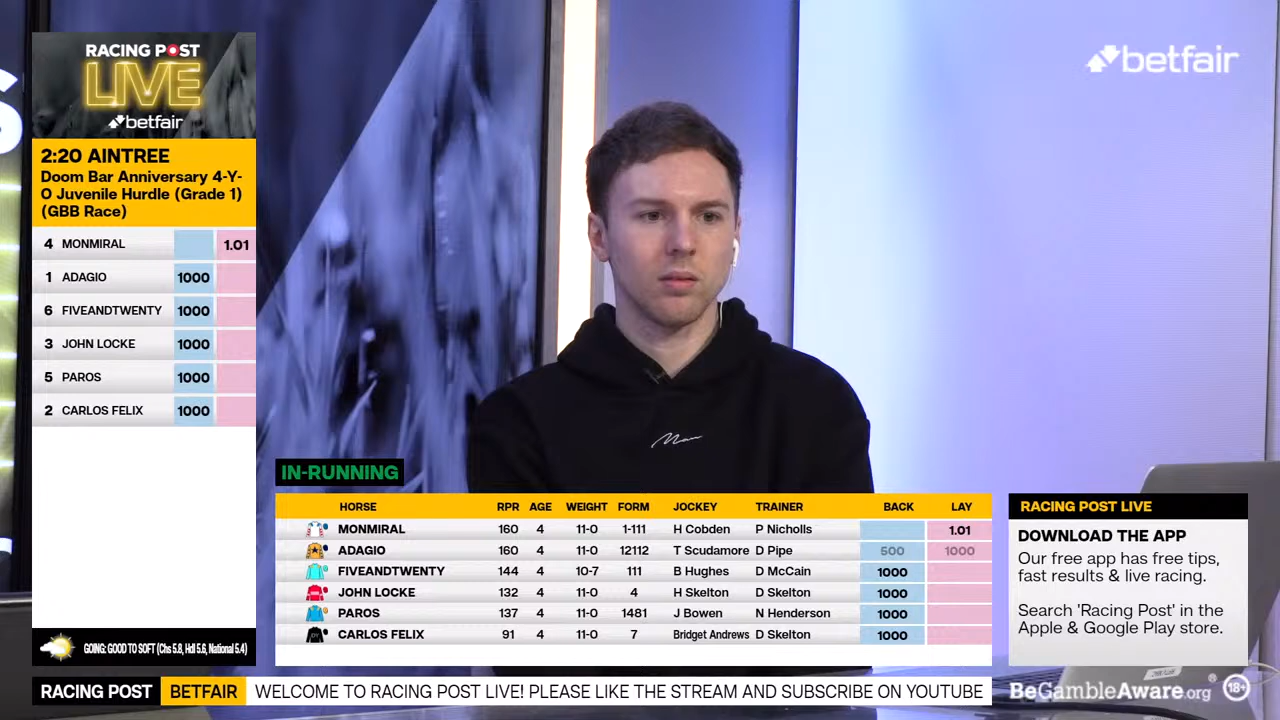 S
RACING POST
LIVE
betfair
betfair
2:20 AINTREE
Doom Bar Anniversary 4-Y-
O Juvenile Hurdle (Grade 1)
(GBB Race)
4 MONMIRAL 1.01
1 ADAGIO 1000
6 FIVEANDTWENTY 1000
3 JOHN LOCKE 1000
5 PAROS 1000
2 CARLOS FELIX 1000
GOING: GOOD TO SOFT (Chs 5.8, Hdl 5.6, National 5.4)
IN-RUNNING
HORSE RPR AGE WEIGHT FORM JOCKEY TRAINER BACK LAY
MONMIRAL 160 4 11-0 1-111 H Cobden P Nicholls 1.01
ADAGIO 160 4 11-0 12112 T Scudamore D Pipe 500 1000
FIVEANDTWENTY 144 4 10-7 111 B Hughes D McCain 1000
JOHN LOCKE 132 4 11-0 4 H Skelton D Skelton 1000
PAROS 137 4 11-0 1481 J Bowen N Henderson 1000
CARLOS FELIX 91 4 11-0 7 Bridget Andrews D Skelton 1000
RACING POST LIVE
DOWNLOAD THE APP
Our free app has free tips,
fast results & live racing.
Search 'Racing Post' in the
Apple & Google Play store.
RACING POST BETFAIR WELCOME TO RACING POST LIVE! PLEASE LIKE THE STREAM AND SUBSCRIBE ON YOUTUBE
BeGambleAware.org® 18+